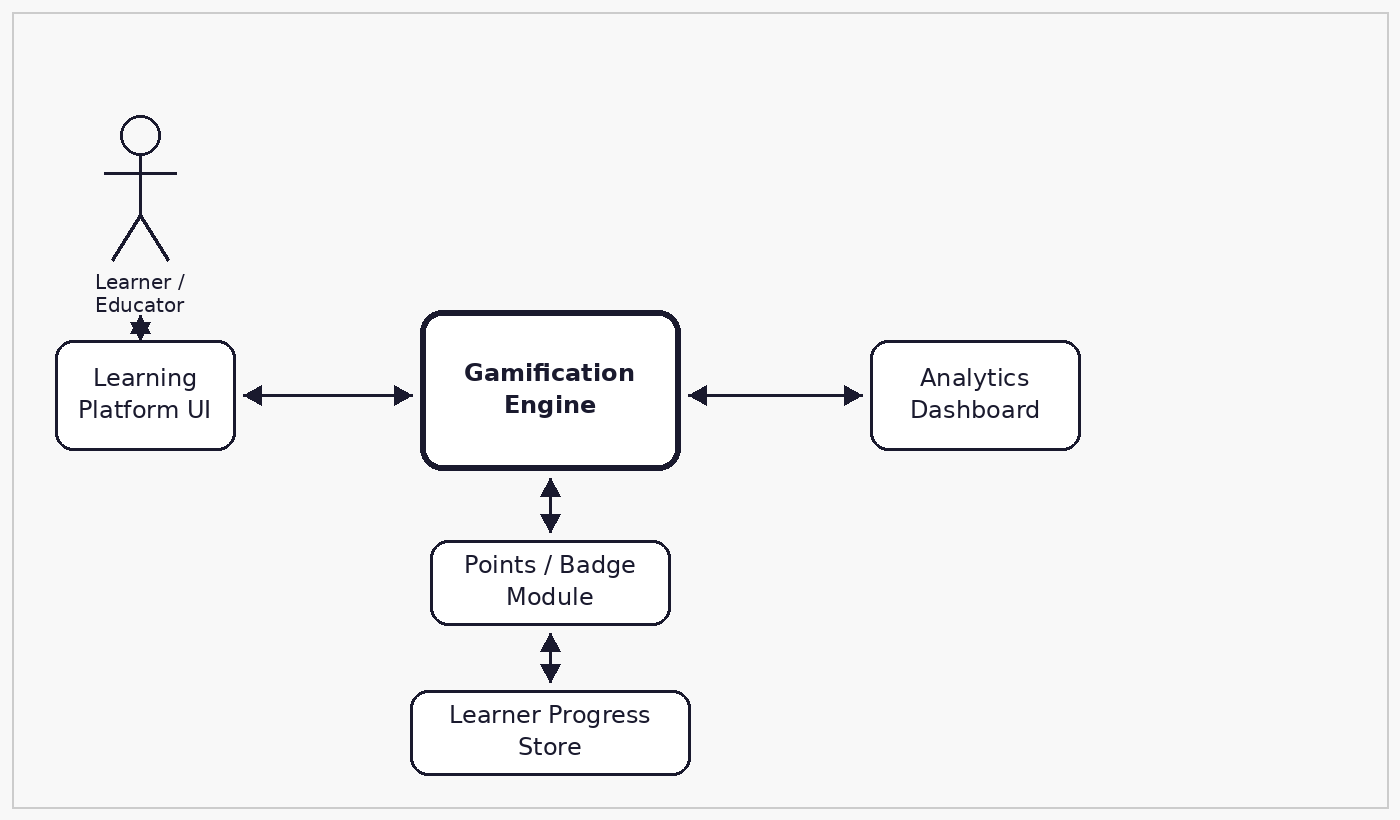 Learner /
Educator
Learning
Platform UI
Gamification
Engine
Analytics
Dashboard
Points / Badge
Module
Learner Progress
Store